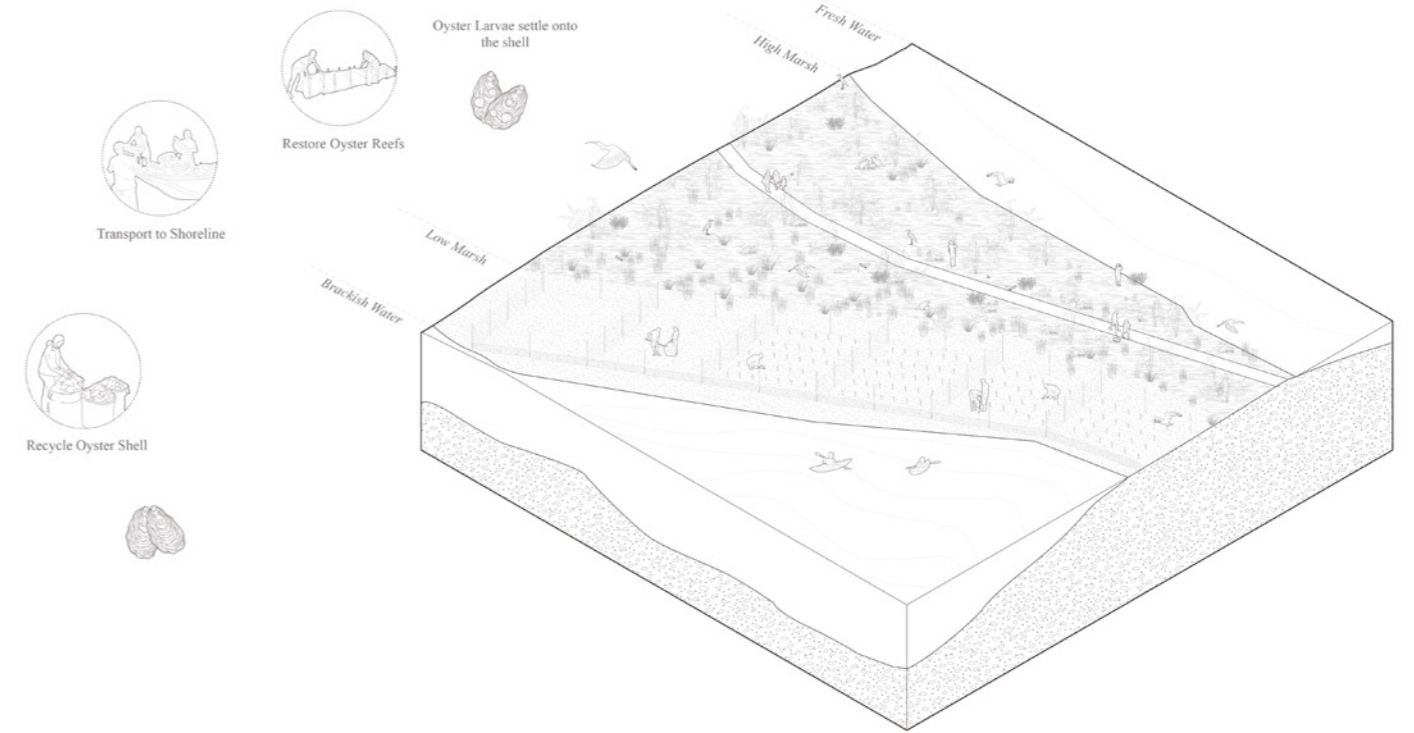 Oyster Larvae settle onto
the shell
Fresh Water
High Marsh
Restore Oyster Reefs
Transport to Shoreline
Low Marsh
Brackish Water
Recycle Oyster Shell